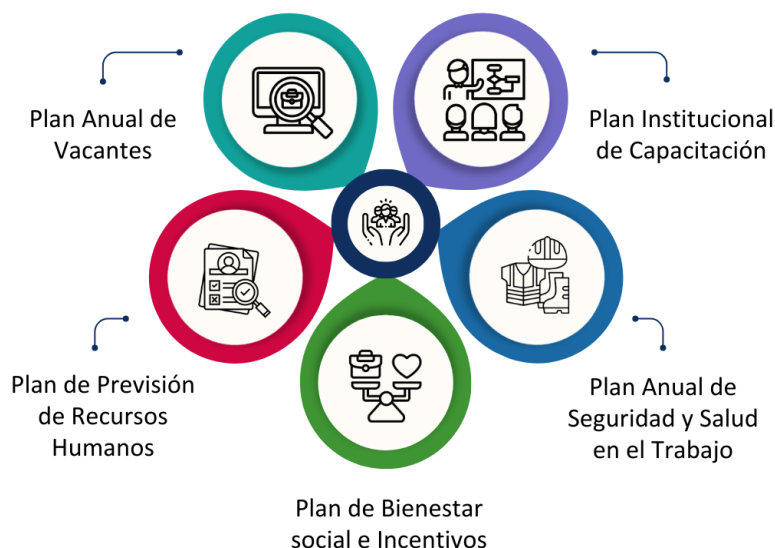 Plan Anual de
Vacantes
Plan Institucional
de Capacitación
Plan de Previsión
de Recursos
Humanos
Plan Anual de
Seguridad y Salud
en el Trabajo
Plan de Bienestar
social e Incentivos